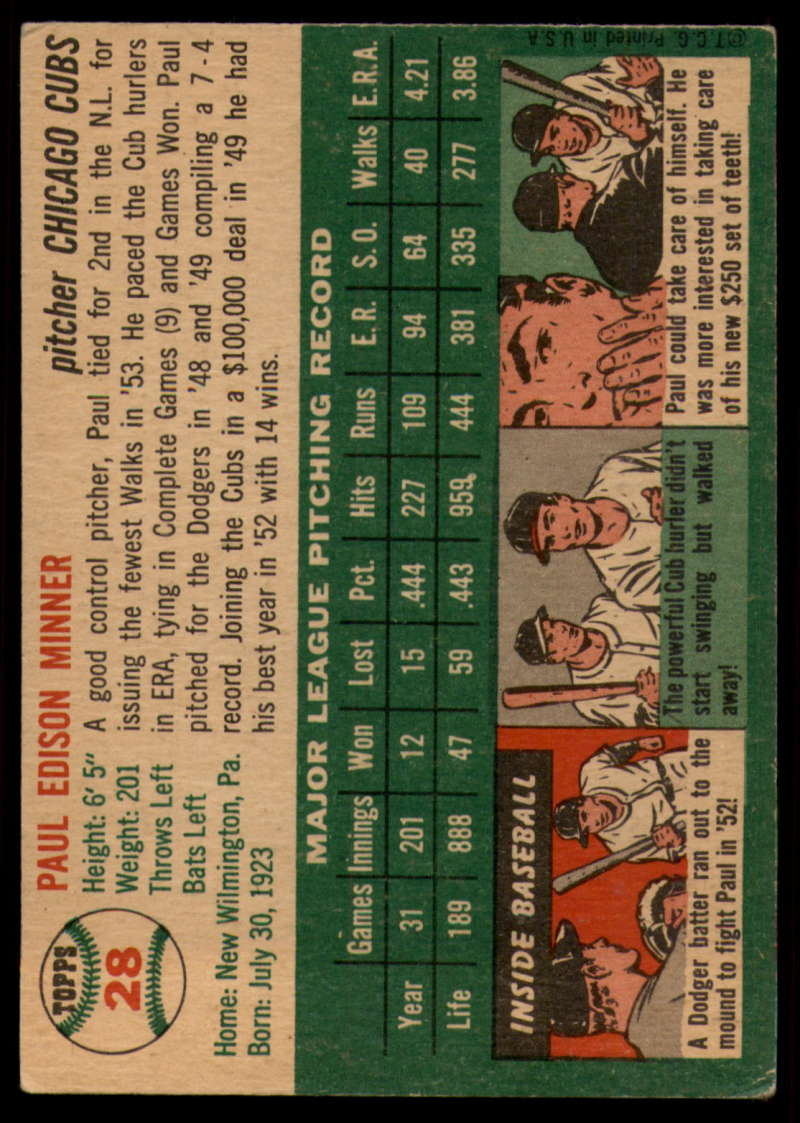 TOPPS
28
PAUL EDISON MINNER
pitcher CHICAGO CUBS
Height: 6' 5"
Weight: 201
Throws Left
Bats Left
Home: New Wilmington, Pa.
Born: July 30, 1923
A good control pitcher, Paul tied for 2nd in the N.L. for
issuing the fewest Walks in '53. He paced the Cub hurlers
in ERA, tying in Complete Games (9) and Games Won. Paul
pitched for the Dodgers in '48 and '49 compiling a 7-4
record. Joining the Cubs in a $100,000 deal in '49 he had
his best year in '52 with 14 wins.
MAJOR LEAGUE PITCHING RECORD
Games Innings Won Lost Pct. Hits Runs E.R. S.O. Walks E.R.A.
Year 31 201 12 15 .444 227 109 94 64 40 4.21
Life 189 888 47 59 .443 959 444 381 335 277 3.86
INSIDE BASEBALL
A Dodger batter ran out to the
mound to fight Paul in '52!
The powerful Cub hurler didn't
start swinging but walked
away!
Paul could take care of himself. He
was more interested in taking care
of his new $250 set of teeth!
©T.C.G. Printed in U.S.A